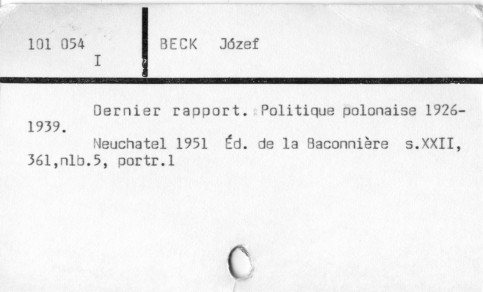 101 054
I
BECK Józef
Dernier rapport. Politique polonaise 1926-
1939.
Neuchatel 1951 Éd. de la Baconnière s.XXII,
361,nlb.5, portr.1